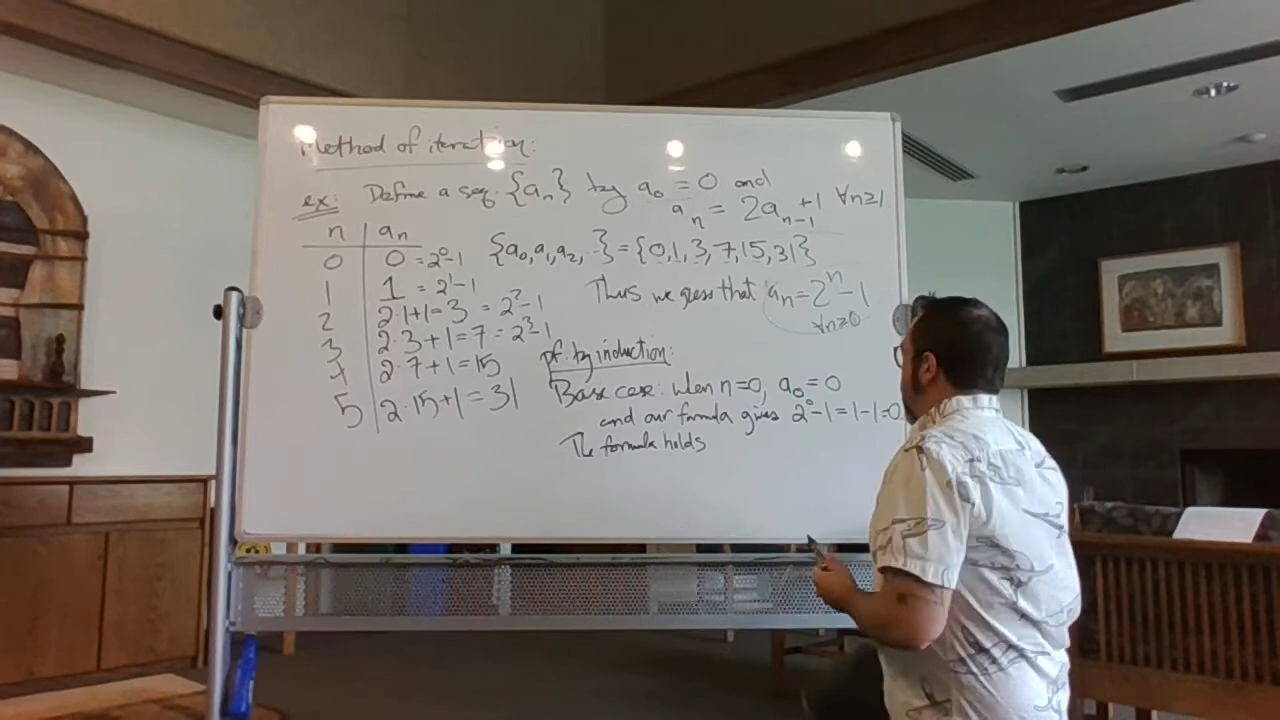 Method of iteration:
ex: Define a seq. {aₙ} by a₀ = 0 and
aₙ = 2aₙ₋₁ + 1 ∀n≥1
n | aₙ
0 | 0 = 2⁰-1
1 | 1 = 2¹-1
2 | 2·1+1=3 = 2²-1
3 | 2·3+1=7 = 2³-1
4 | 2·7+1=15
5 | 2·15+1=31
{a₀,a₁,a₂,...} = {0,1,3,7,15,31}
Thus we guess that aₙ=2ⁿ-1
∀n≥0
pf. by induction:
Base case: when n=0, a₀=0
and our formula gives 2⁰-1=1-1=0.
The formula holds